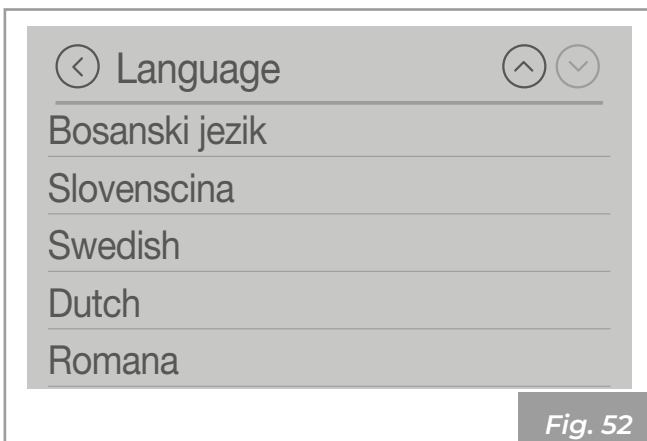 Language
Bosanski jezik
Slovenscina
Swedish
Dutch
Romana
Fig. 52